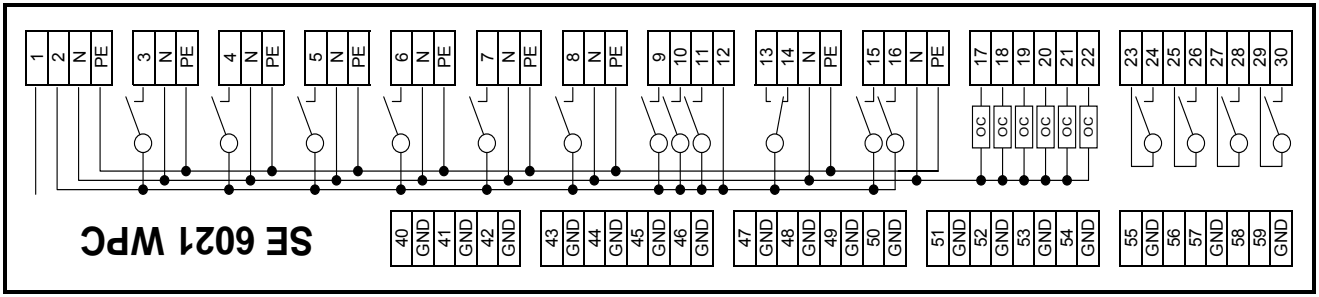 1 2 N PE 3 N PE 4 N PE 5 N PE 6 N PE 7 N PE 8 N PE 9 10 11 12 13 14 N PE 15 16 N PE 17 18 19 20 21 22 23 24 25 26 27 28 29 30
OC OC OC OC OC OC
SE 6021 WPC
40 GND 41 GND 42 GND 43 GND 44 GND 45 GND 46 GND 47 GND 48 GND 49 GND 50 GND 51 GND 52 GND 53 GND 54 GND 55 GND 56 57 GND 58 59 GND